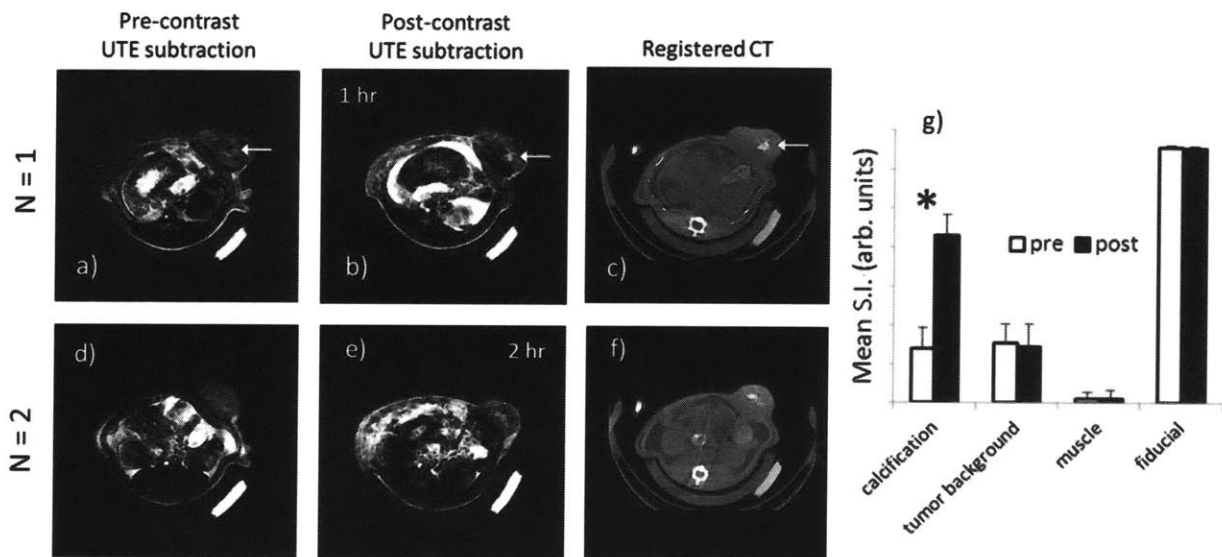 Pre-contrast
UTE subtraction
Post-contrast
UTE subtraction
Registered CT
N = 1
a)
1 hr
b)
c)
N = 2
d)
e)
2 hr
f)
g)
Mean S.I. (arb. units)
*
pre
post
calcification
tumor background
muscle
fiducial